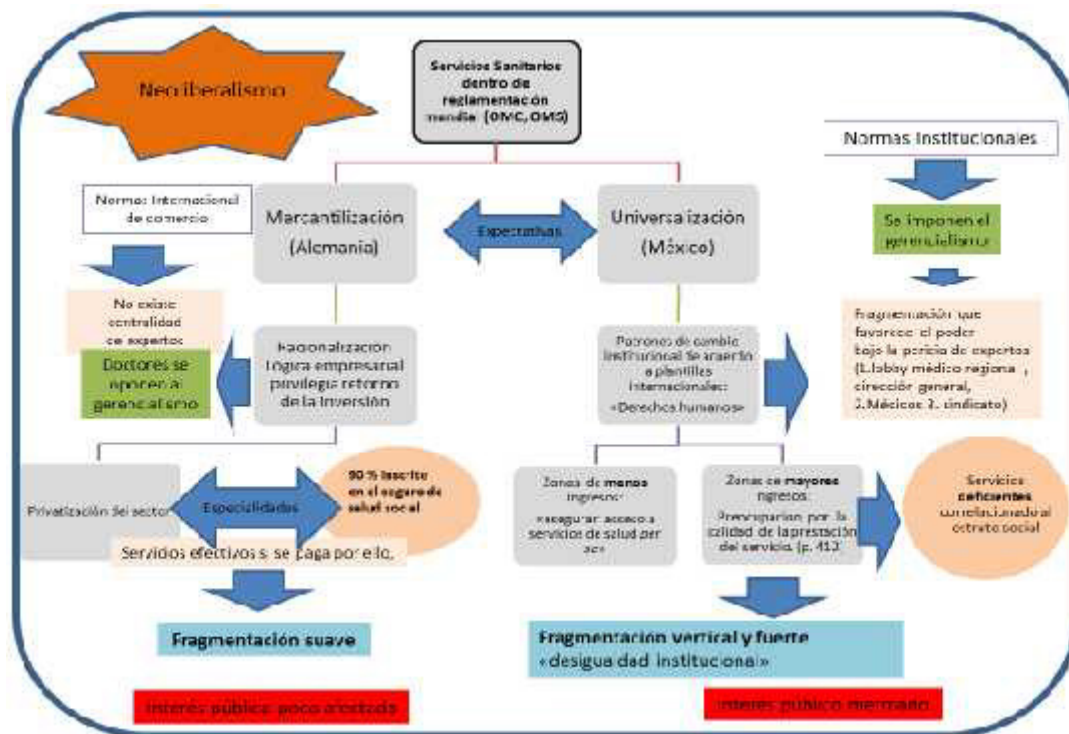 Neoliberalismo
Servicios Sanitarios
dentro de
reglamentación
mundial (OMC, OMS)
Normas Institucionales
Normas Internacional
de comercio
Mercantilización
(Alemania)
Expectativas
Universalización
(México)
Se imponen el
gerencialismo
No existe
centralidad
de expertos
Doctores se
oponen al
gerencialismo
Racionalización
Lógica empresarial
privilegia retorno
de la inversión
Patrones de cambio
institucional de acuerdo
a plantillas
internacionales:
«Derechos humanos»
Fragmentación que
favorece el poder
bajo la pericia de expertos
(1.lobby médico regional ,
dirección general,
2.Médicos 3. sindicato)
Privatización del sector
Especialidades
90 % inscrito
en el seguro de
salud social
Servicios efectivos si se paga por ello.
Zonas de menos
ingresos:
«asegurar acceso a
servicios de salud per
se»
Zonas de mayores
ingresos:
Preocupación por la
calidad de la prestación
del servicio. (p. 413)
Servicios
deficientes
correlacionado al
estrato social
Fragmentación suave
Fragmentación vertical y fuerte
«desigualdad institucional»
Interés público poco afectado
Interés público mermado